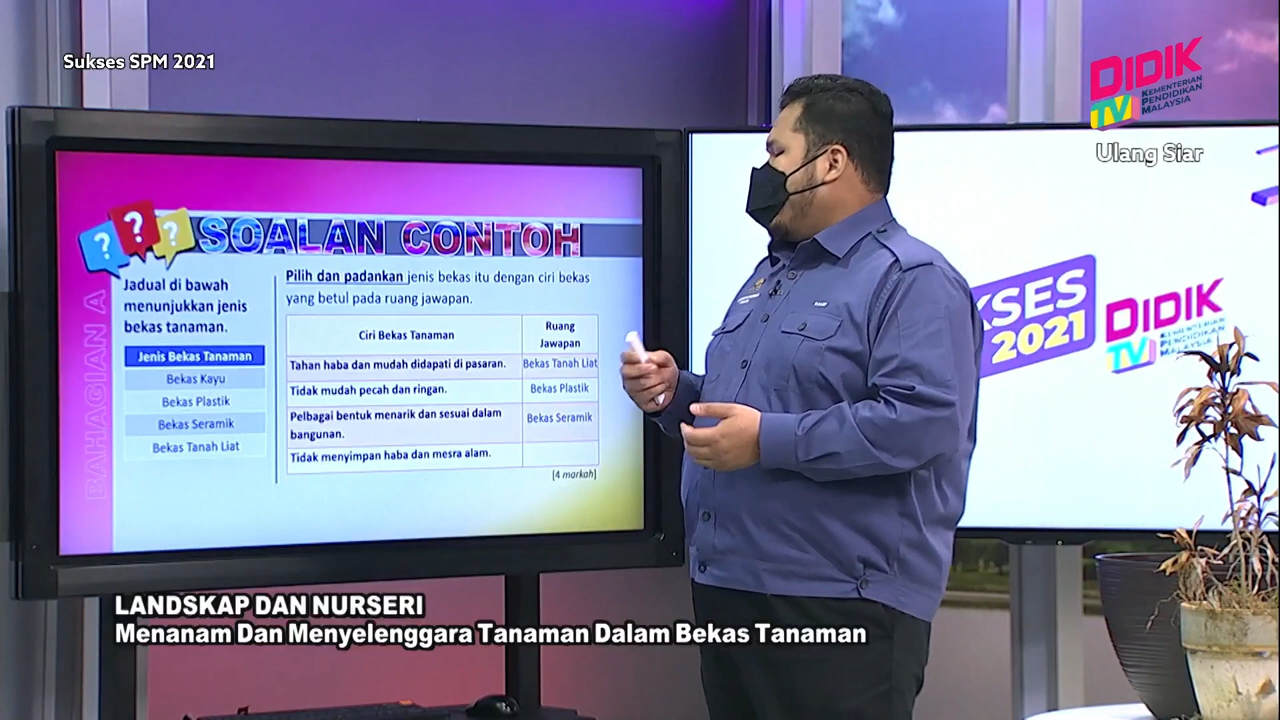 Sukses SPM 2021
DIDIK
TV
KEMENTERIAN
PENDIDIKAN
MALAYSIA
Ulang Siar
? ? ?
SOALAN CONTOH
BAHAGIAN A
Jadual di bawah
menunjukkan jenis
bekas tanaman.
Jenis Bekas Tanaman
Bekas Kayu
Bekas Plastik
Bekas Seramik
Bekas Tanah Liat
Pilih dan padankan jenis bekas itu dengan ciri bekas
yang betul pada ruang jawapan.
Ciri Bekas Tanaman
Ruang
Jawapan
Tahan haba dan mudah didapati di pasaran.
Bekas Tanah Liat
Tidak mudah pecah dan ringan.
Bekas Plastik
Pelbagai bentuk menarik dan sesuai dalam
bangunan.
Bekas Seramik
Tidak menyimpan haba dan mesra alam.
[4 markah]
KSES
2021
DIDIK
TV
KEMENTERIAN
PENDIDIKAN
MALAYSIA
LANDSKAP DAN NURSERI
Menanam Dan Menyelenggara Tanaman Dalam Bekas Tanaman